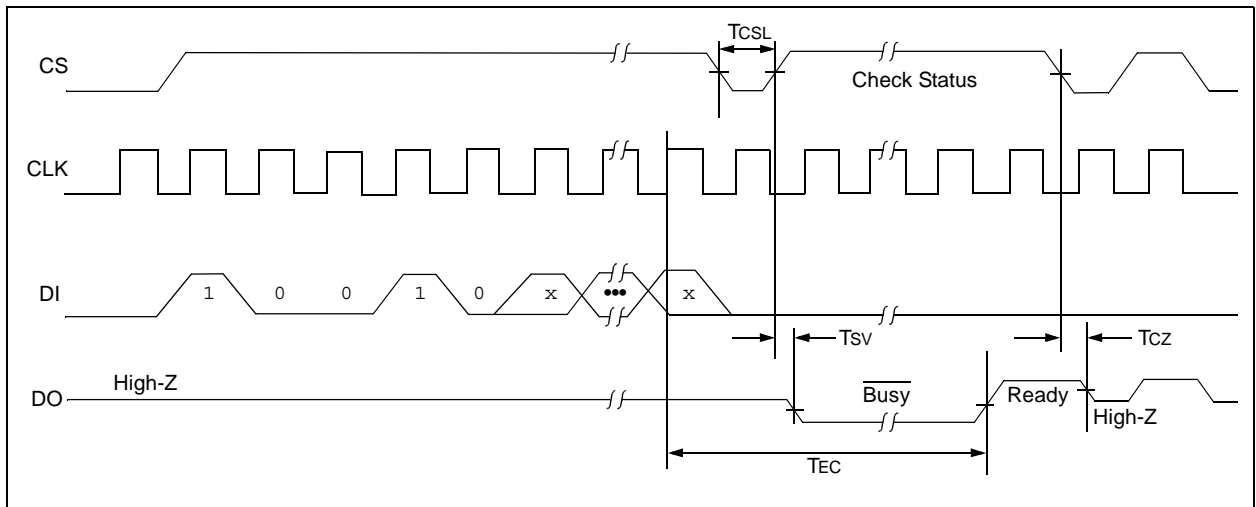 TCSL
CS
Check Status
CLK
DI
1 0 0 1 0 x ••• x
TSV
TCZ
High-Z
DO
Busy
Ready
High-Z
TEC